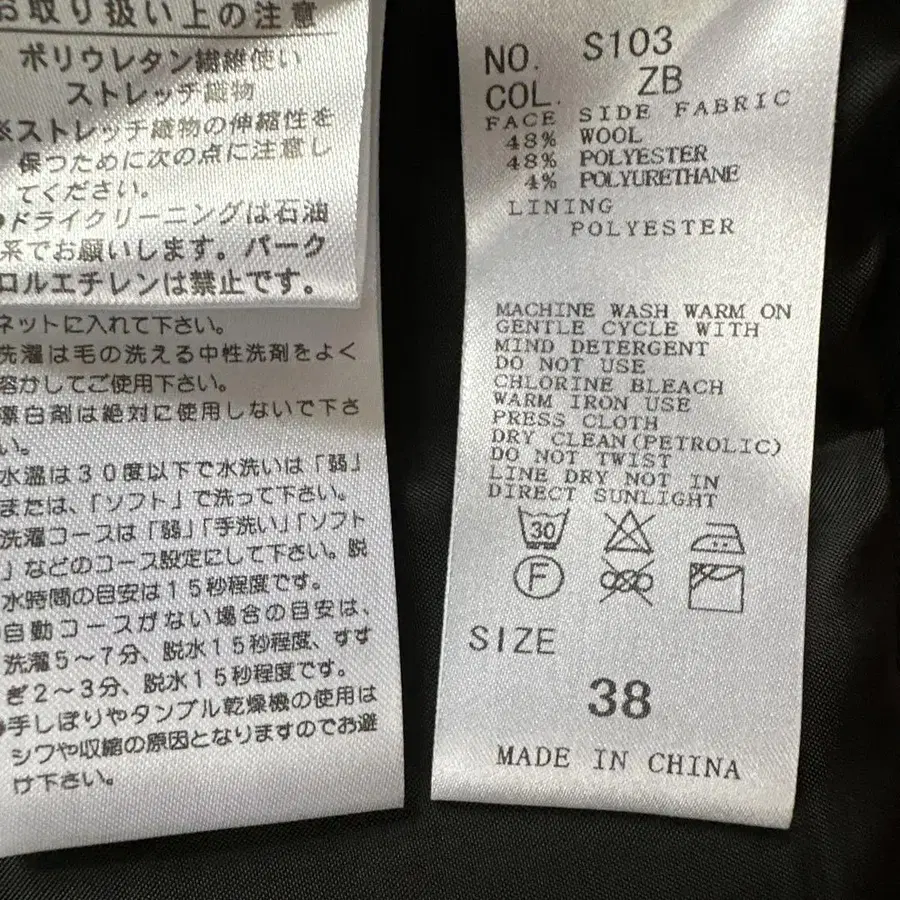 お取り扱い上の注意
ポリウレタン繊維使い
ストレッチ織物
※ストレッチ織物の伸縮性を
保つために次の点に注意し
てください。
●ドライクリーニングは石油
系でお願いします。パーク
ロルエチレンは禁止です。
ネットに入れて下さい。
洗濯は毛の洗える中性洗剤をよく
溶かしてご使用下さい。
漂白剤は絶対に使用しないで下さ
い。
水温は30度以下で水洗いは「弱」
または、「ソフト」で洗って下さい。
洗濯コースは「弱」「手洗い」「ソフト
」などのコース設定にして下さい。脱
水時間の目安は15秒程度です。
自動コースがない場合の目安は、
洗濯5～7分、脱水15秒程度、すす
ぎ2～3分、脱水15秒程度です。
●手しぼりやタンブル乾燥機の使用は
シワや収縮の原因となりますのでお避
け下さい。
NO. S103
COL. ZB
FACE SIDE FABRIC
48% WOOL
48% POLYESTER
4% POLYURETHANE
LINING
POLYESTER
MACHINE WASH WARM ON
GENTLE CYCLE WITH
MIND DETERGENT
DO NOT USE
CHLORINE BLEACH
WARM IRON USE
PRESS CLOTH
DRY CLEAN(PETROLIC)
DO NOT TWIST
LINE DRY NOT IN
DIRECT SUNLIGHT
30
F
SIZE
38
MADE IN CHINA